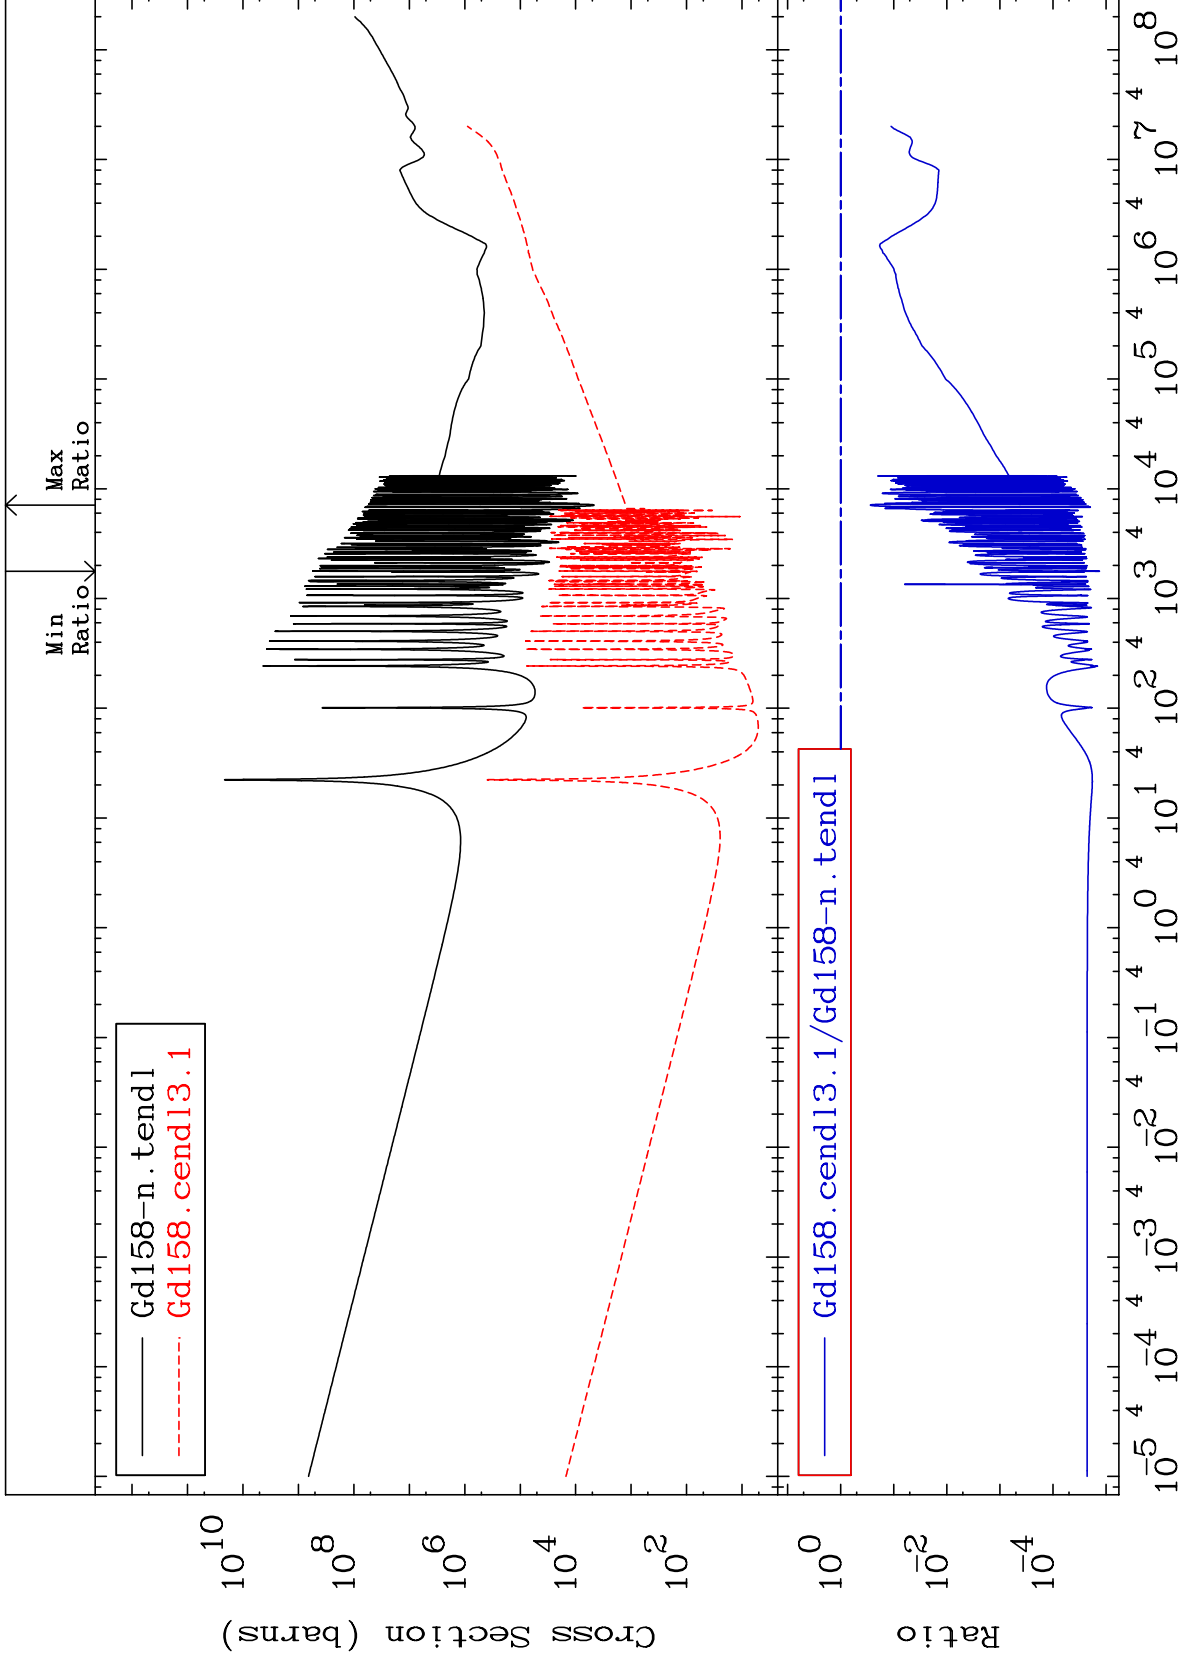 Min
Ratio
Max
Ratio
Gd158-n.tendl
Gd158.cendl3.1
Cross Section (barns)
10^10
10^8
10^6
10^4
10^2
Gd158.cendl3.1/Gd158-n.tendl
Ratio
10^0
10^-2
10^-4
10^-5 4 10^-4 4 10^-3 4 10^-2 4 10^-1 4 10^0 4 10^1 4 10^2 4 10^3 4 10^4 4 10^5 4 10^6 4 10^7 4 10^8